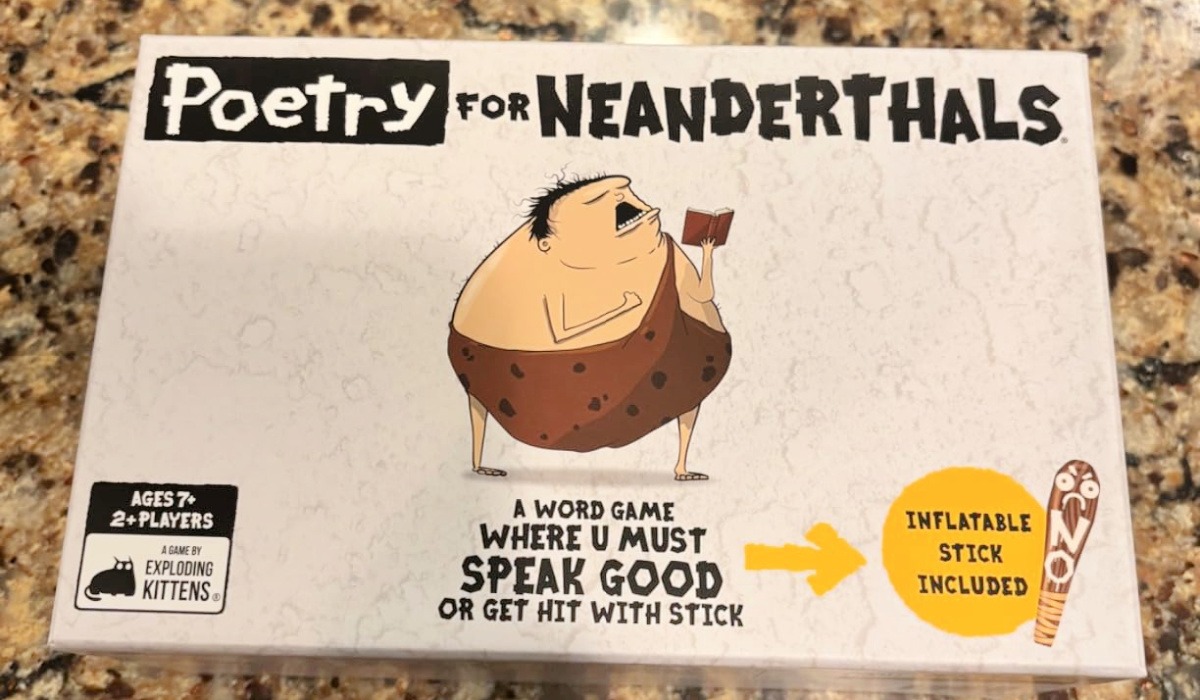 Poetry FOR NEANDERTHALS®
AGES 7+
2+ PLAYERS
A GAME BY
EXPLODING
KITTENS®
A WORD GAME
WHERE U MUST
SPEAK GOOD
OR GET HIT WITH STICK
INFLATABLE
STICK
INCLUDED
NO